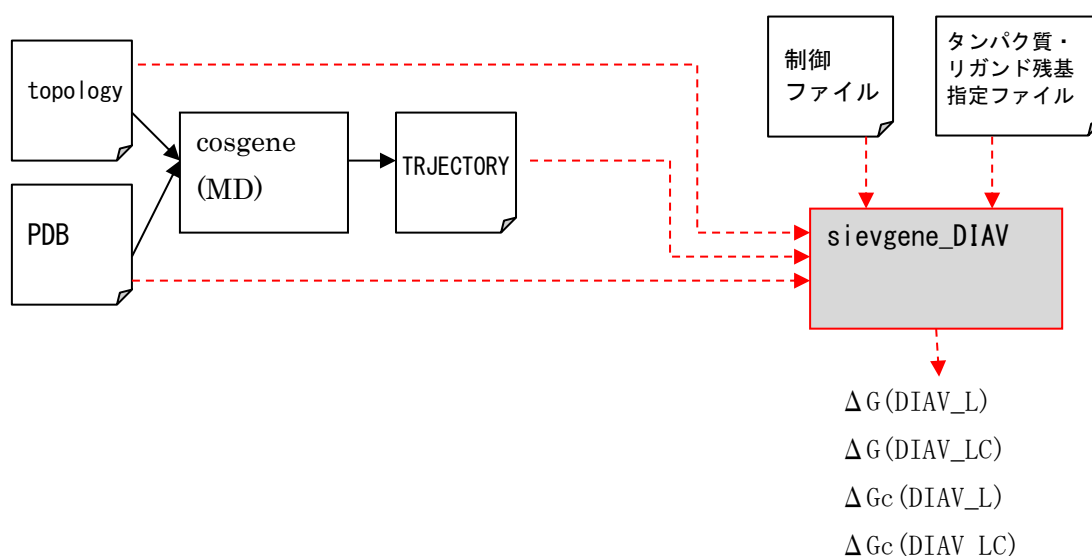 topology
PDB
cosgene
(MD)
TRJECTORY
制御
ファイル
タンパク質・
リガンド残基
指定ファイル
sievgene_DIAV
ΔG(DIAV_L)
ΔG(DIAV_LC)
ΔGc(DIAV_L)
ΔGc(DIAV_LC)